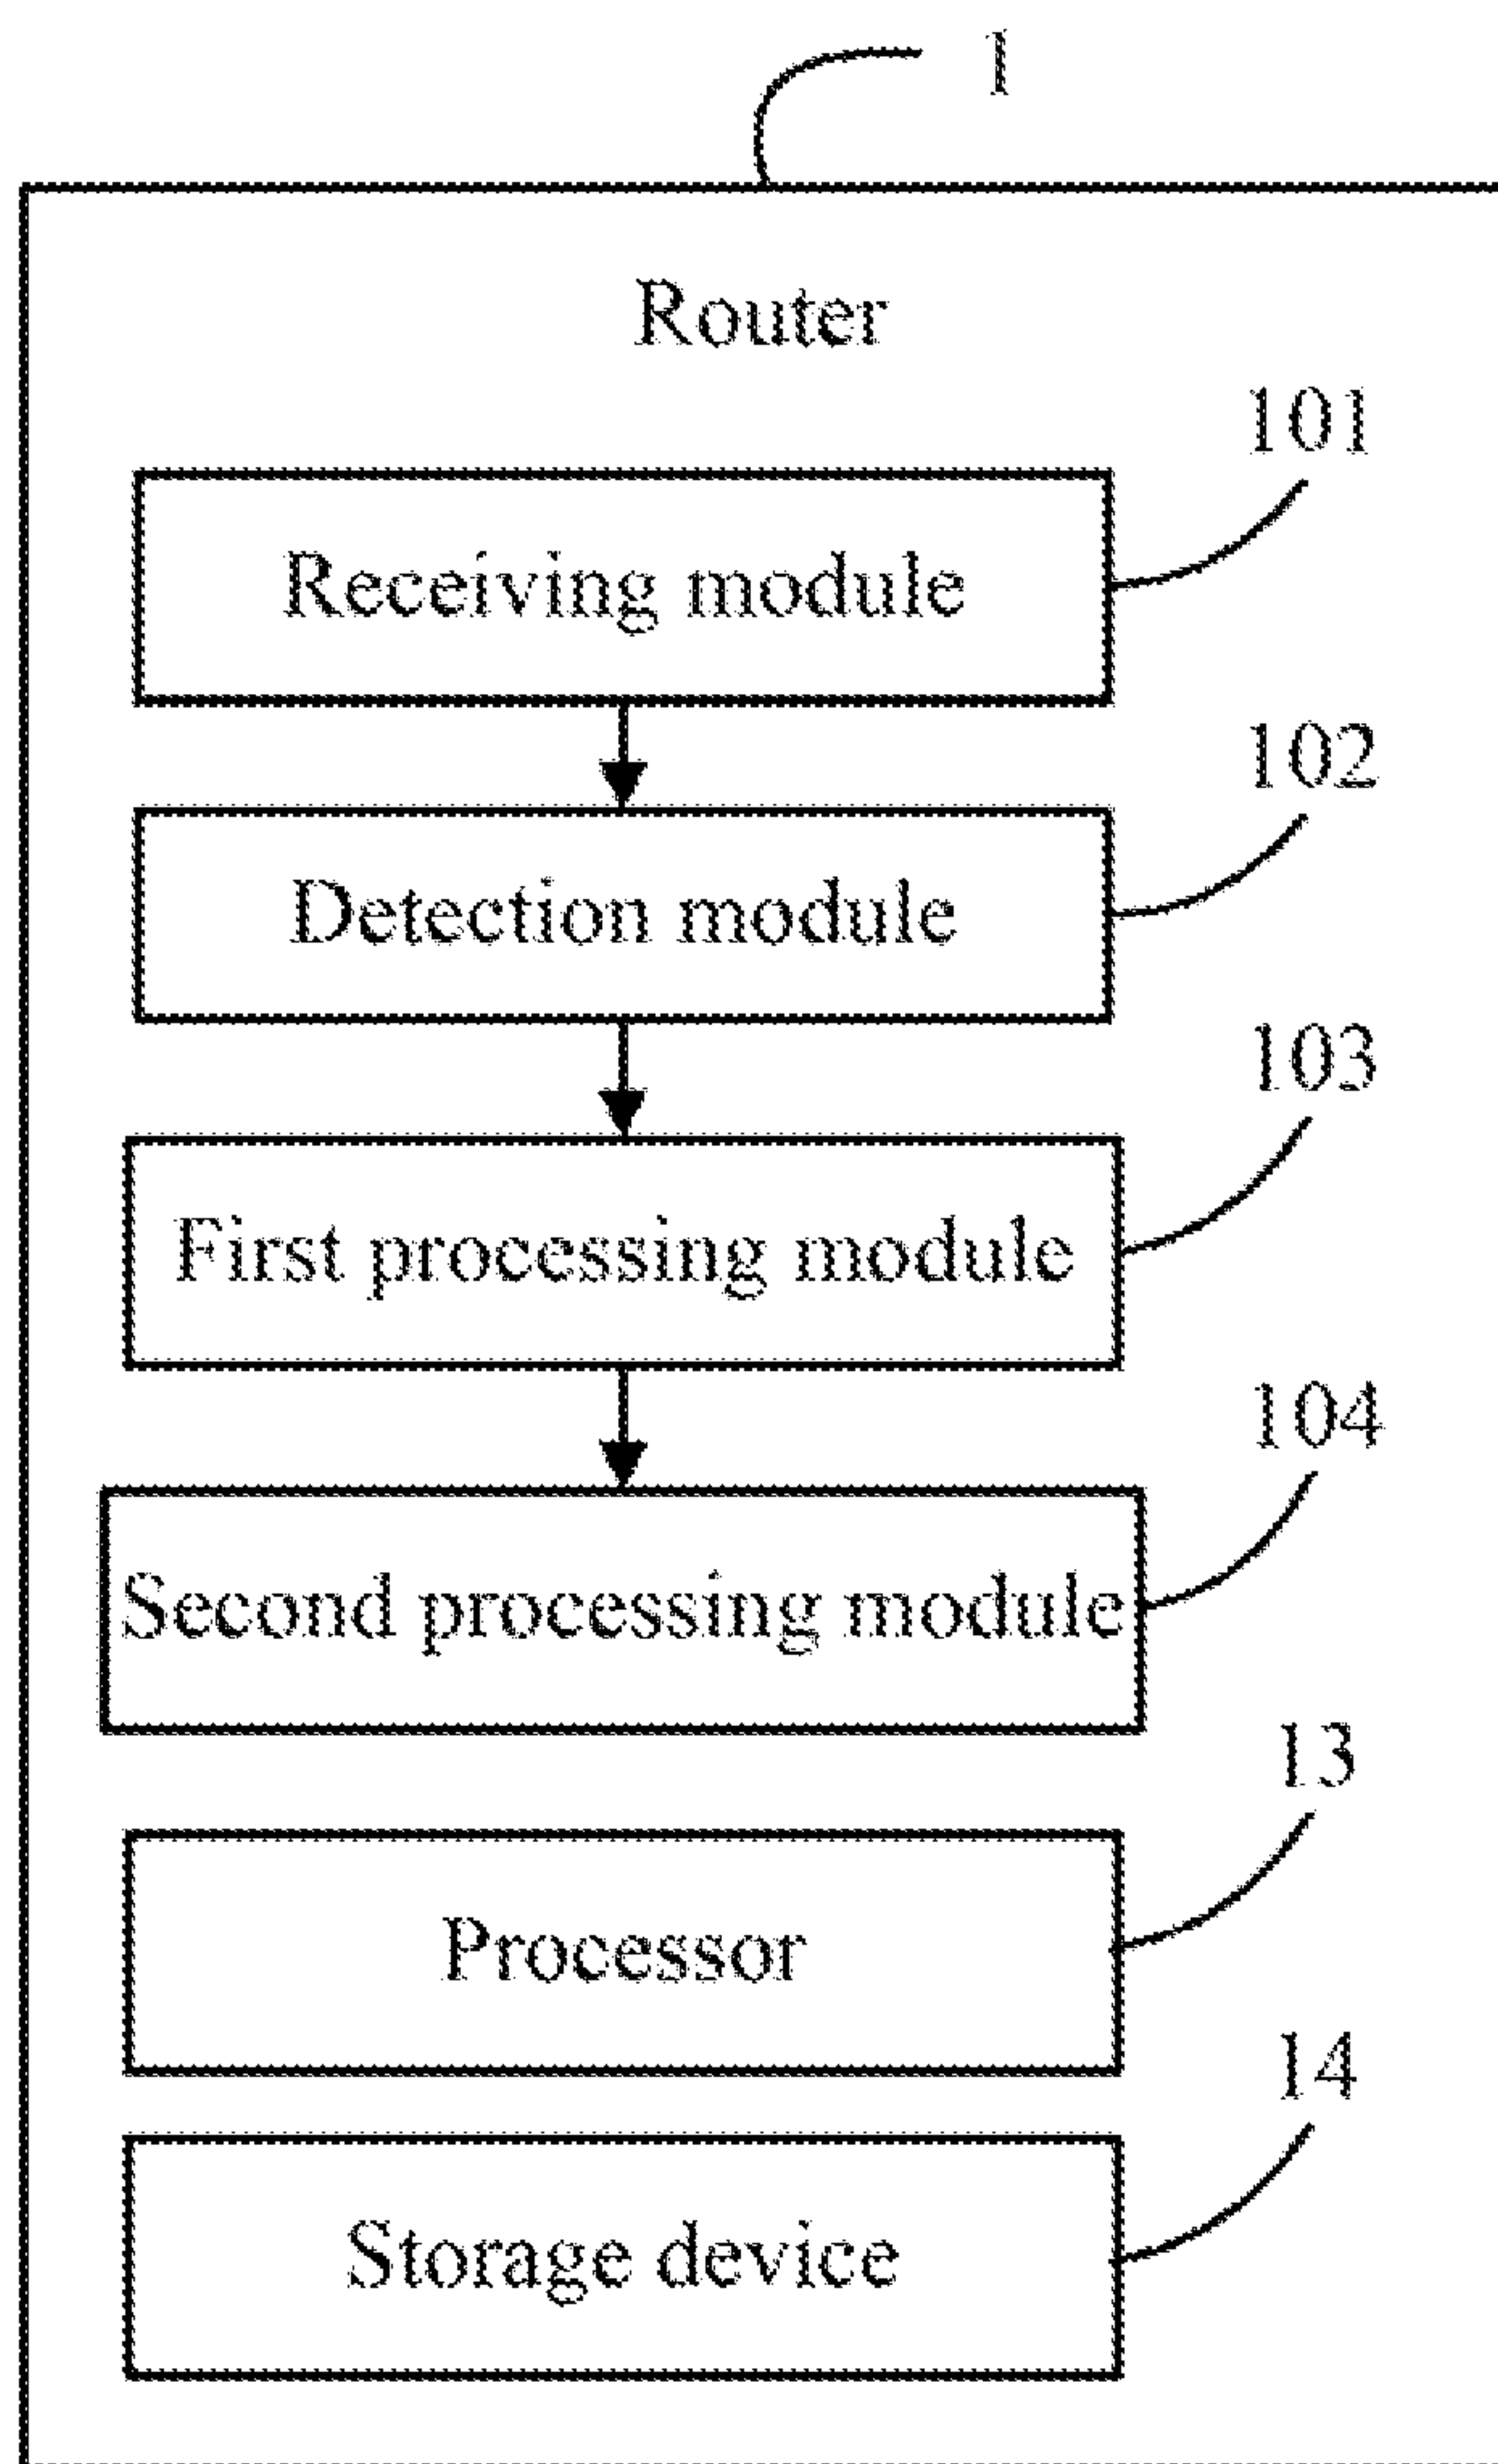 1
Router
101
Receiving module
102
Detection module
103
First processing module
104
Second processing module
13
Processor
14
Storage device